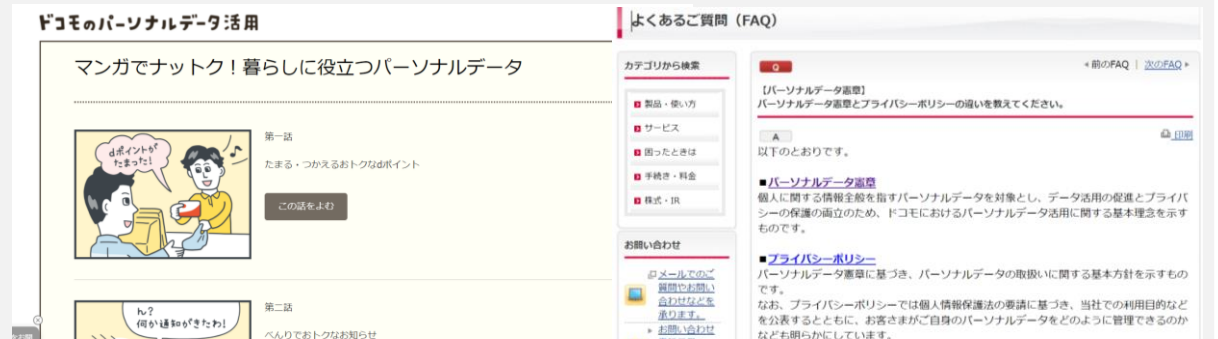 ドコモのパーソナルデータ活用
マンガでナットク！暮らしに役立つパーソナルデータ
dポイントが
たまった！
第一話
たまる・つかえるおトクなdポイント
この話をよむ
ん？
何か通知がきたわ！
第二話
べんりでおトクなお知らせ
よくあるご質問（FAQ）
カテゴリから検索
製品・使い方
サービス
困ったときは
手続き・料金
株式・IR
お問い合わせ
メールでのご
質問やお問い
合わせなどを
承ります。
お問い合わせ
Q
前のFAQ | 次のFAQ
【パーソナルデータ憲章】
パーソナルデータ憲章とプライバシーポリシーの違いを教えてください。
A
印刷
以下のとおりです。
■パーソナルデータ憲章
個人に関する情報全般を指すパーソナルデータを対象とし、データ活用の促進とプライバ
シーの保護の両立のため、ドコモにおけるパーソナルデータ活用に関する基本理念を示す
ものです。
■プライバシーポリシー
パーソナルデータ憲章に基づき、パーソナルデータの取扱いに関する基本方針を示すもの
です。
なお、プライバシーポリシーでは個人情報保護法の要請に基づき、当社での利用目的など
を公表するとともに、お客さまがご自身のパーソナルデータをどのように管理できるのか
なども明らかにしています。